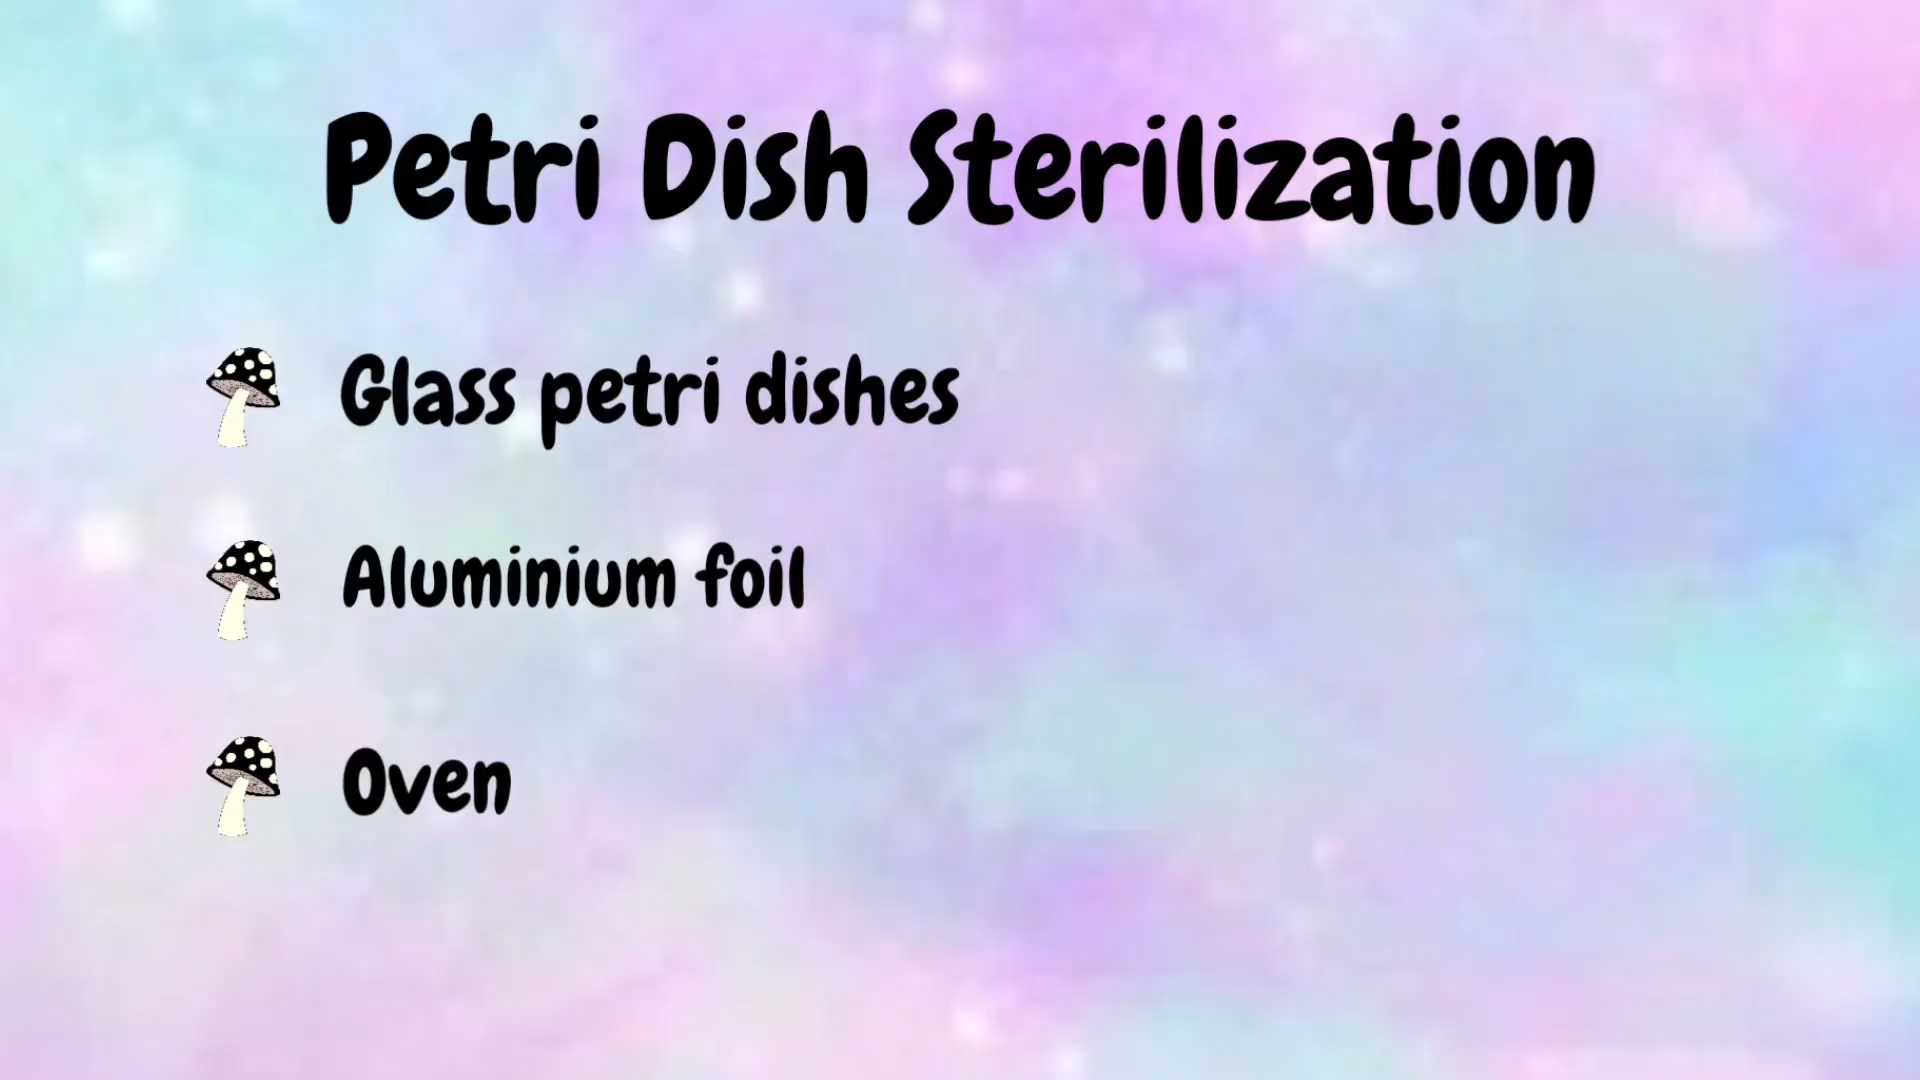 Petri Dish Sterilization
Glass petri dishes
Aluminium foil
Oven